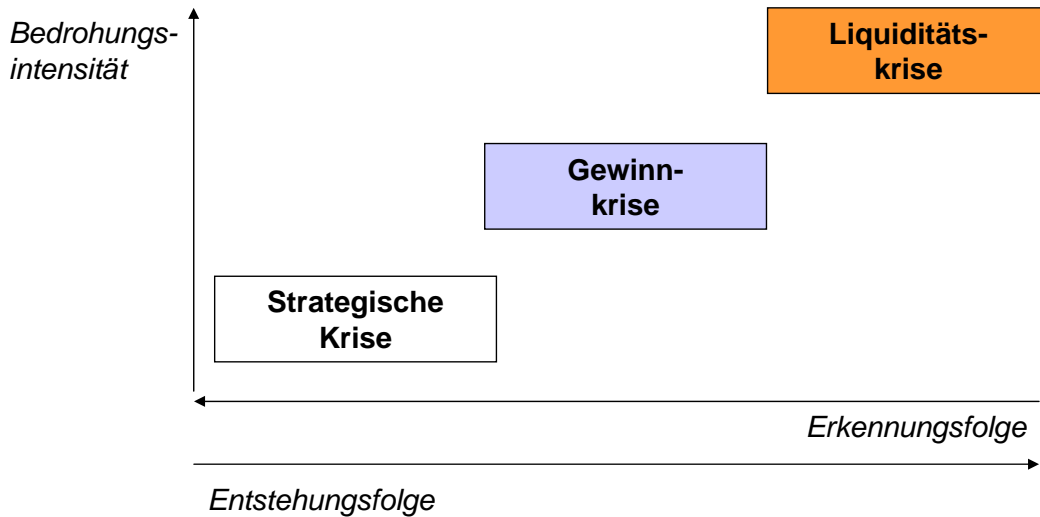 Bedrohungs-
intensität
Liquiditäts-
krise
Gewinn-
krise
Strategische
Krise
Erkennungsfolge
Entstehungsfolge